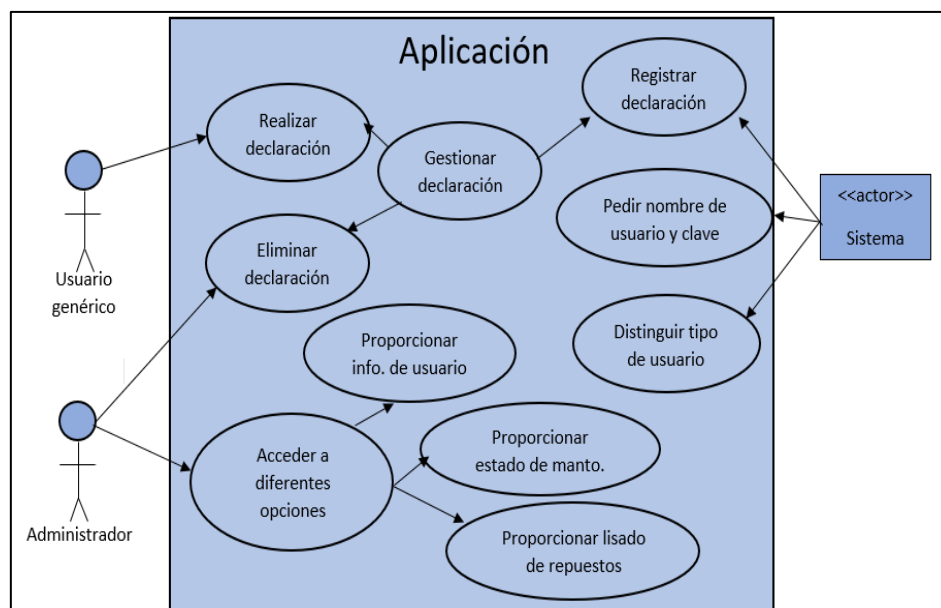 Aplicación
Registrar
declaración
Realizar
declaración
Gestionar
declaración
Pedir nombre de
usuario y clave
<<actor>>
Sistema
Usuario
genérico
Eliminar
declaración
Distinguir tipo
de usuario
Proporcionar
info. de usuario
Acceder a
diferentes
opciones
Proporcionar
estado de manto.
Administrador
Proporcionar lisado
de repuestos